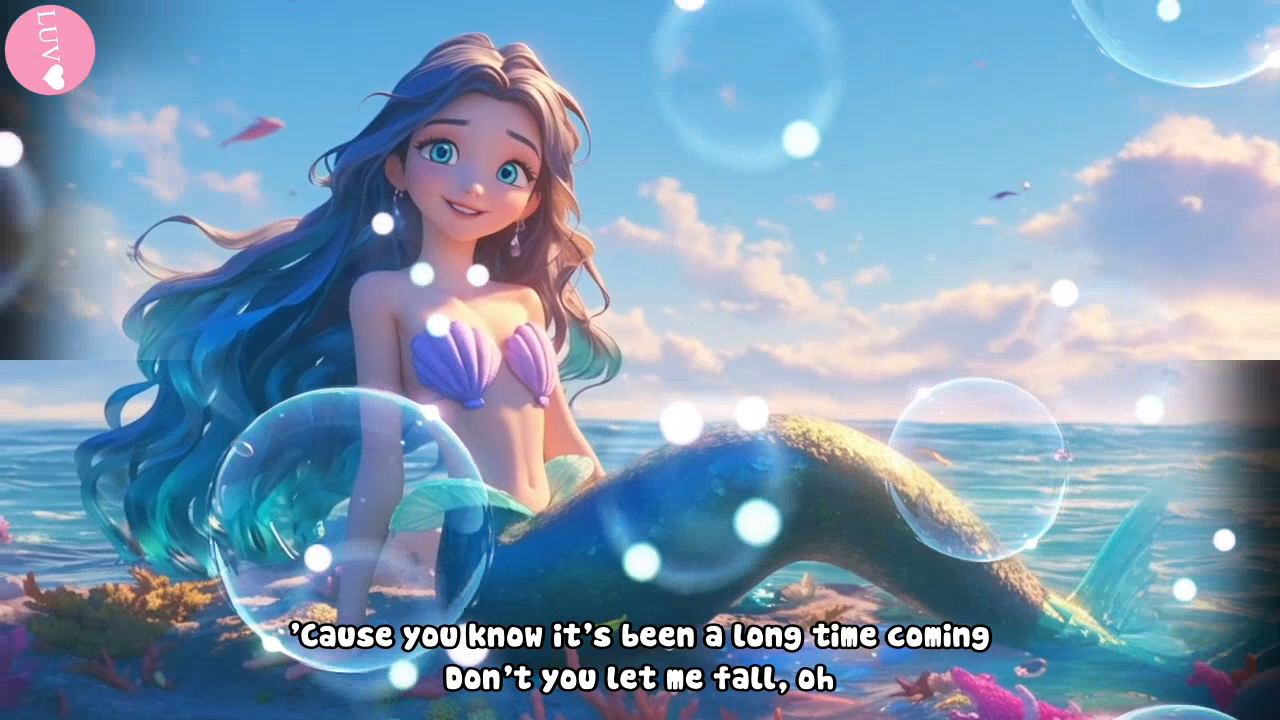 LUV
'Cause you know it's been a long time coming
Don't you let me fall, oh